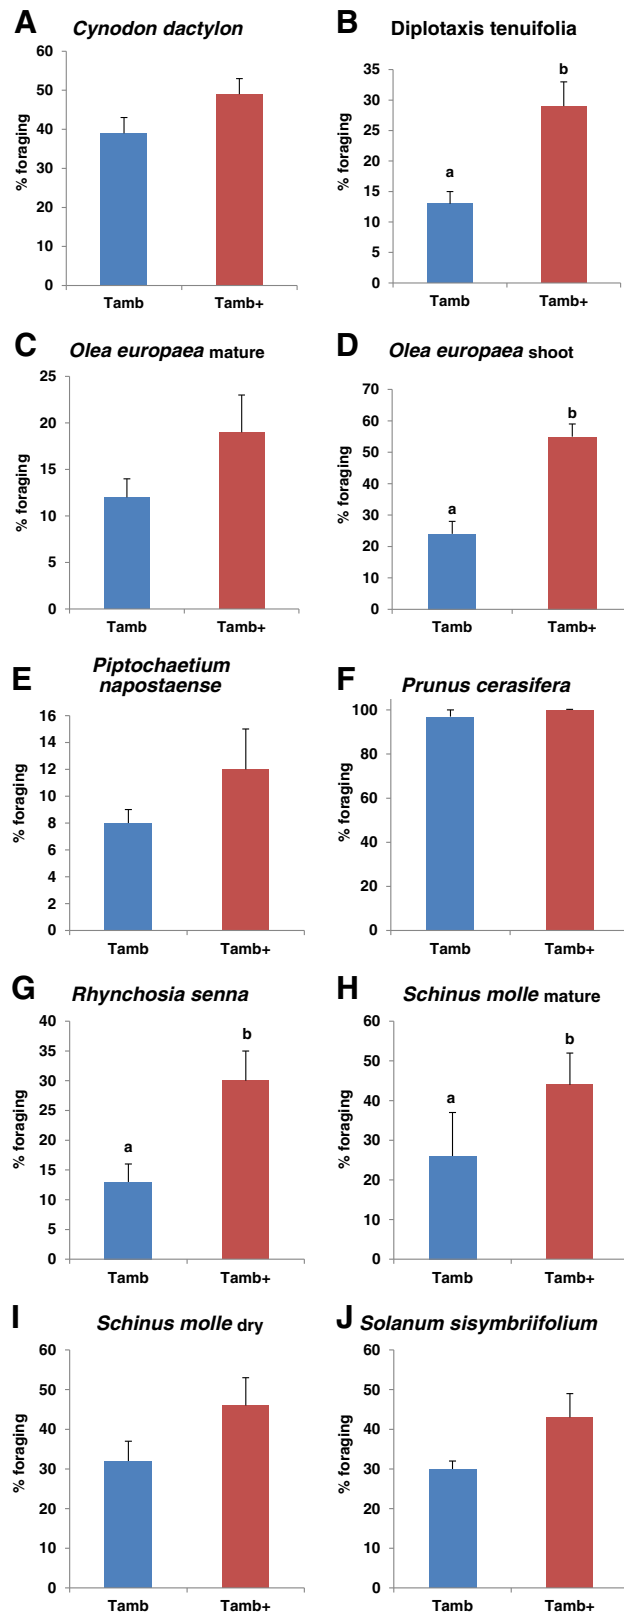 A Cynodon dactylon
% foraging
60
50
40
30
20
10
0
Tamb Tamb+
B Diplotaxis tenuifolia
% foraging
35
30
25
20
15
10
5
0
a
b
Tamb Tamb+
C Olea europaea mature
% foraging
25
20
15
10
5
0
Tamb Tamb+
D Olea europaea shoot
% foraging
70
60
50
40
30
20
10
0
a
b
Tamb Tamb+
E Piptochaetium
napostaense
% foraging
16
14
12
10
8
6
4
2
0
Tamb Tamb+
F Prunus cerasifera
% foraging
100
80
60
40
20
0
Tamb Tamb+
G Rhynchosia senna
% foraging
40
35
30
25
20
15
10
5
0
a
b
Tamb Tamb+
H Schinus molle mature
% foraging
60
50
40
30
20
10
0
a
b
Tamb Tamb+
I Schinus molle dry
% foraging
60
50
40
30
20
10
0
Tamb Tamb+
J Solanum sisymbriifolium
% foraging
60
50
40
30
20
10
0
Tamb Tamb+